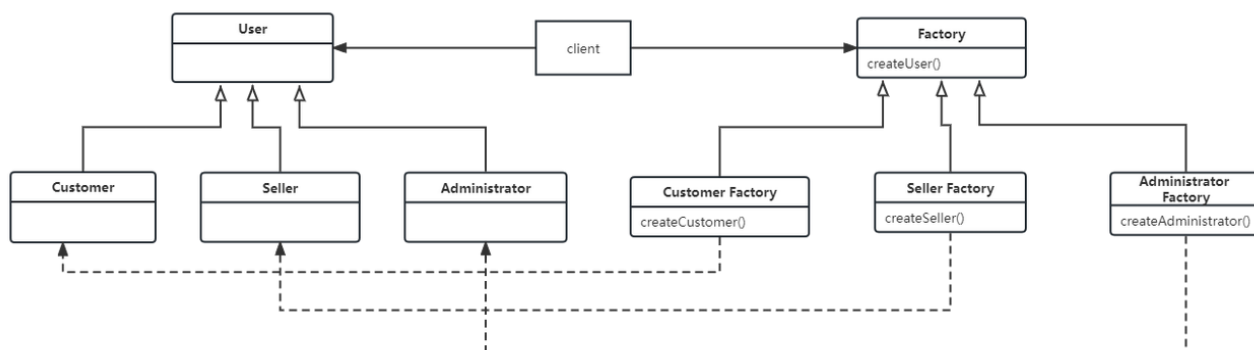 User
client
Factory
createUser()
Customer
Seller
Administrator
Customer Factory
createCustomer()
Seller Factory
createSeller()
Administrator
Factory
createAdministrator()